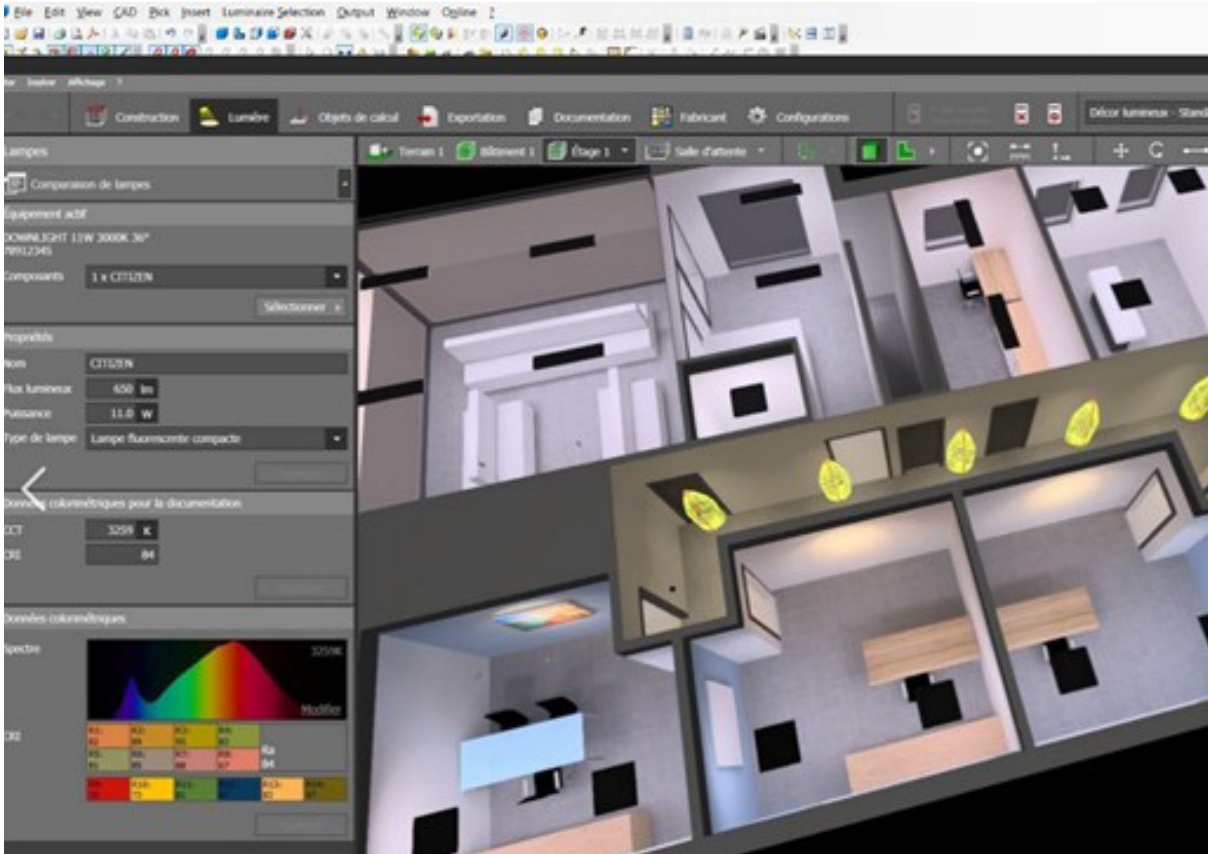 File Edit View CAD Pick Insert Luminaire Selection Output Window Online ?
Insérer Affichage ?
Construction Lumière Objets de calcul Exportation Documentation Fabricant Configurations Décor lumineux - Stand
Lampes
Terrain 1 Bâtiment 1 Étage 1 Salle d'attente
Comparaison de lampes
Équipement actif
DOWNLIGHT 11W 3000K 36°
78912345
Composants 1 x CITIZEN
Sélectionner
Propriétés
Nom CITIZEN
Flux lumineux 650 lm
Puissance 11.0 W
Type de lampe Lampe fluorescente compacte
Données colorimétriques pour la documentation
CCT 3259 K
CRI 84
Données colorimétriques
Spectre 3259K
Modifier
CRI
Ra
84